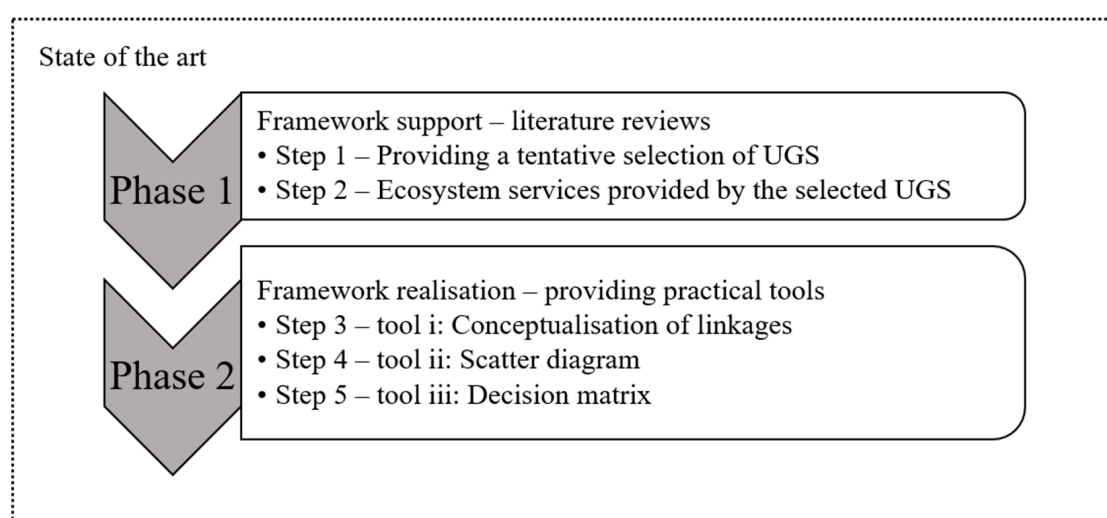 State of the art
Framework support – literature reviews
• Step 1 – Providing a tentative selection of UGS
• Step 2 – Ecosystem services provided by the selected UGS
Phase 1
Framework realisation – providing practical tools
• Step 3 – tool i: Conceptualisation of linkages
• Step 4 – tool ii: Scatter diagram
• Step 5 – tool iii: Decision matrix
Phase 2